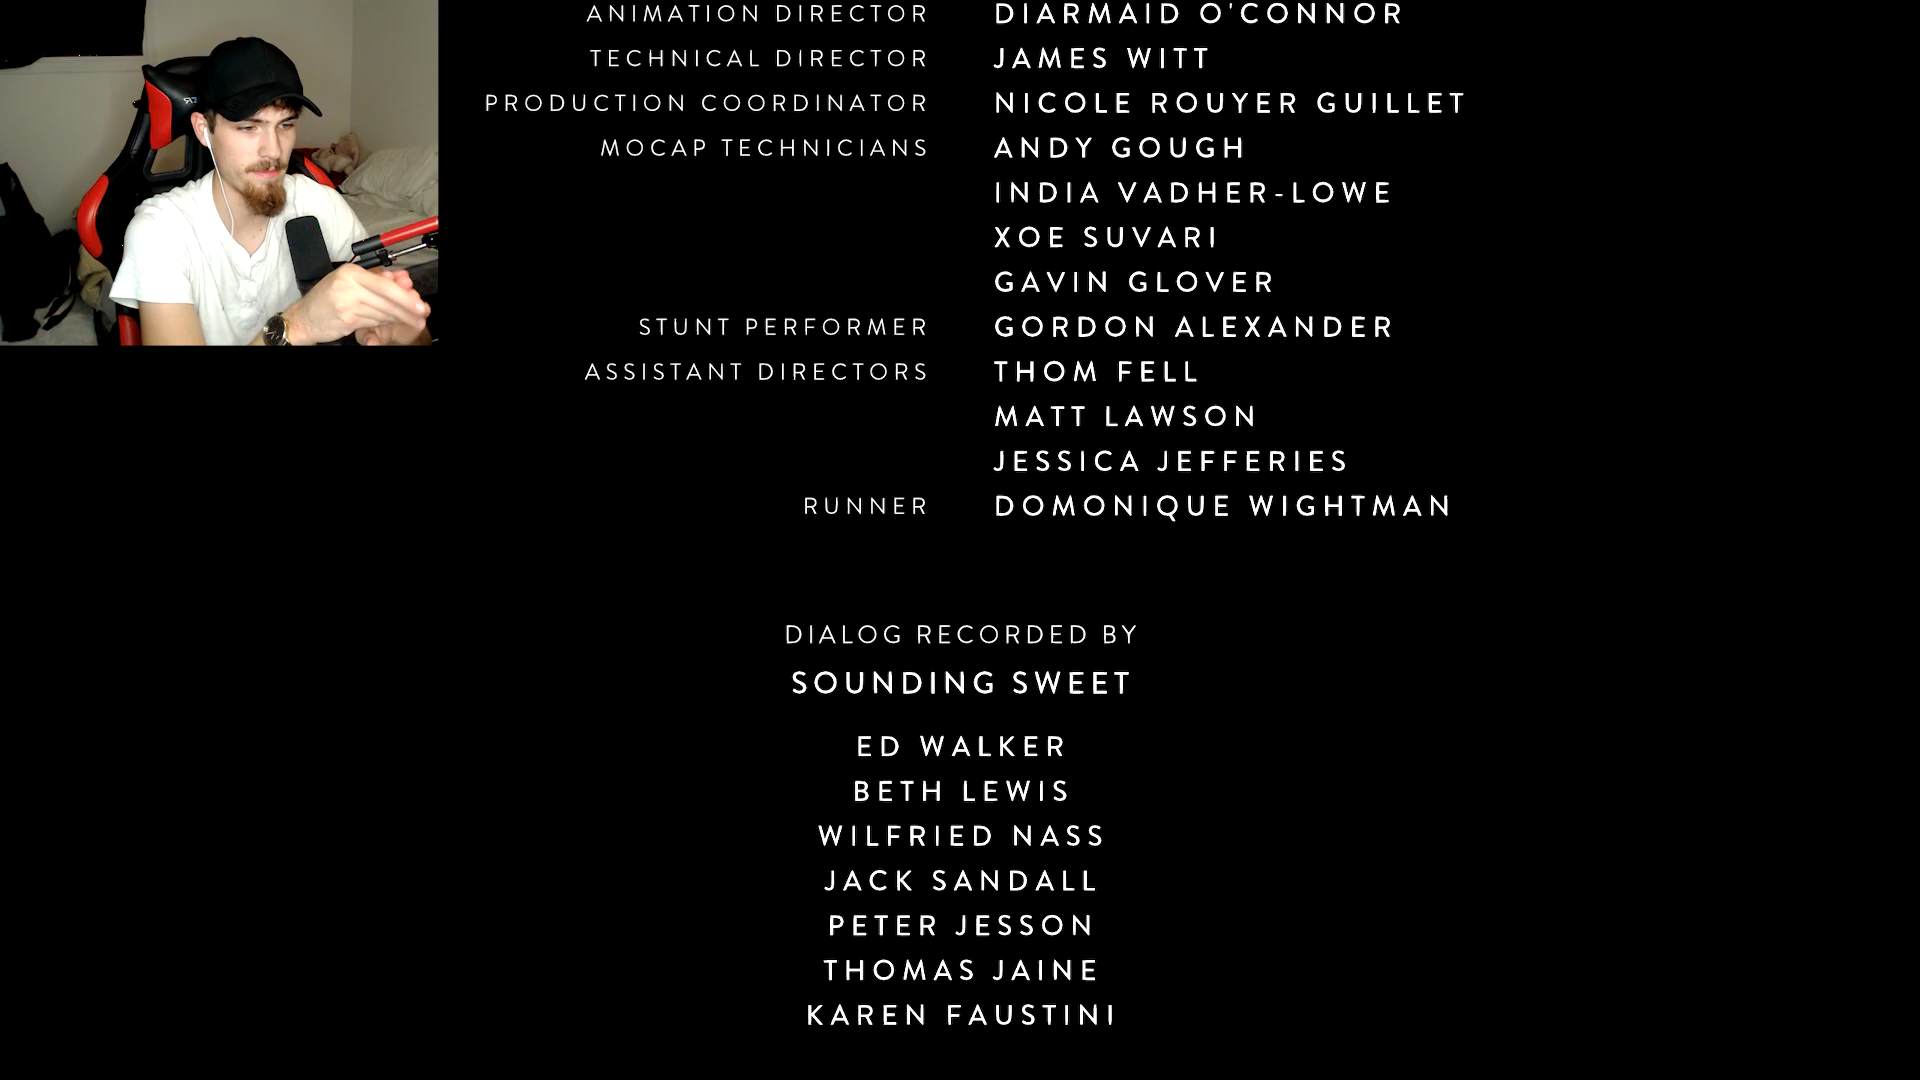 ANIMATION DIRECTOR DIARMAID O'CONNOR
TECHNICAL DIRECTOR JAMES WITT
PRODUCTION COORDINATOR NICOLE ROUYER GUILLET
MOCAP TECHNICIANS ANDY GOUGH
INDIA VADHER-LOWE
XOE SUVARI
GAVIN GLOVER
STUNT PERFORMER GORDON ALEXANDER
ASSISTANT DIRECTORS THOM FELL
MATT LAWSON
JESSICA JEFFERIES
RUNNER DOMONIQUE WIGHTMAN
DIALOG RECORDED BY
SOUNDING SWEET
ED WALKER
BETH LEWIS
WILFRIED NASS
JACK SANDALL
PETER JESSON
THOMAS JAINE
KAREN FAUSTINI